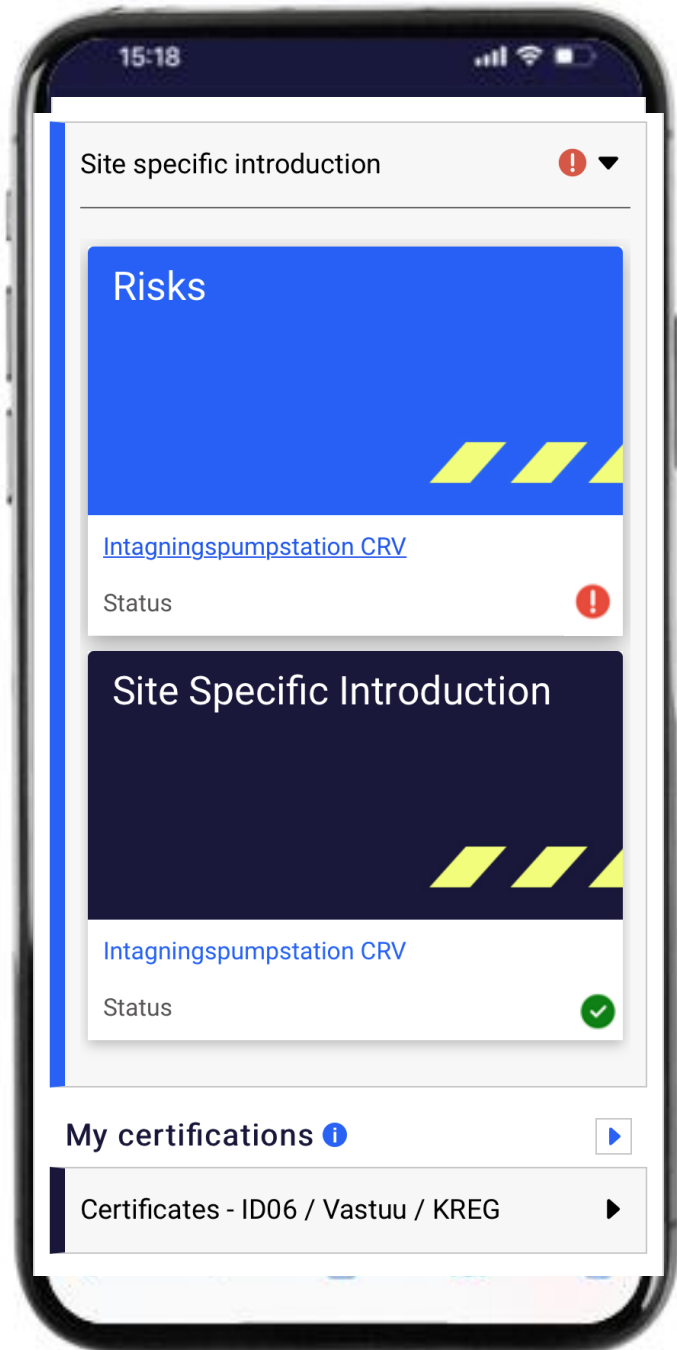 15:18
Site specific introduction
Risks
Intagningspumpstation CRV
Status
Site Specific Introduction
Intagningspumpstation CRV
Status
My certifications
Certificates - ID06 / Vastuu / KREG